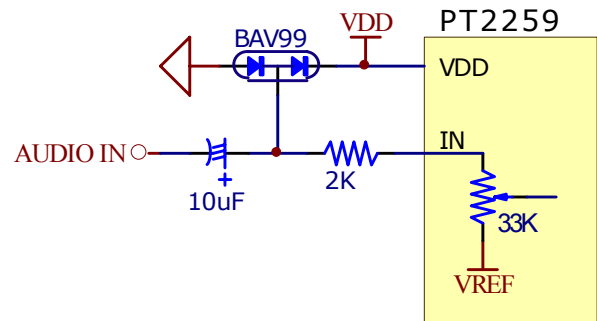 PT2259
VDD
BAV99
VDD
AUDIO IN
IN
+
10uF
2K
33K
VREF